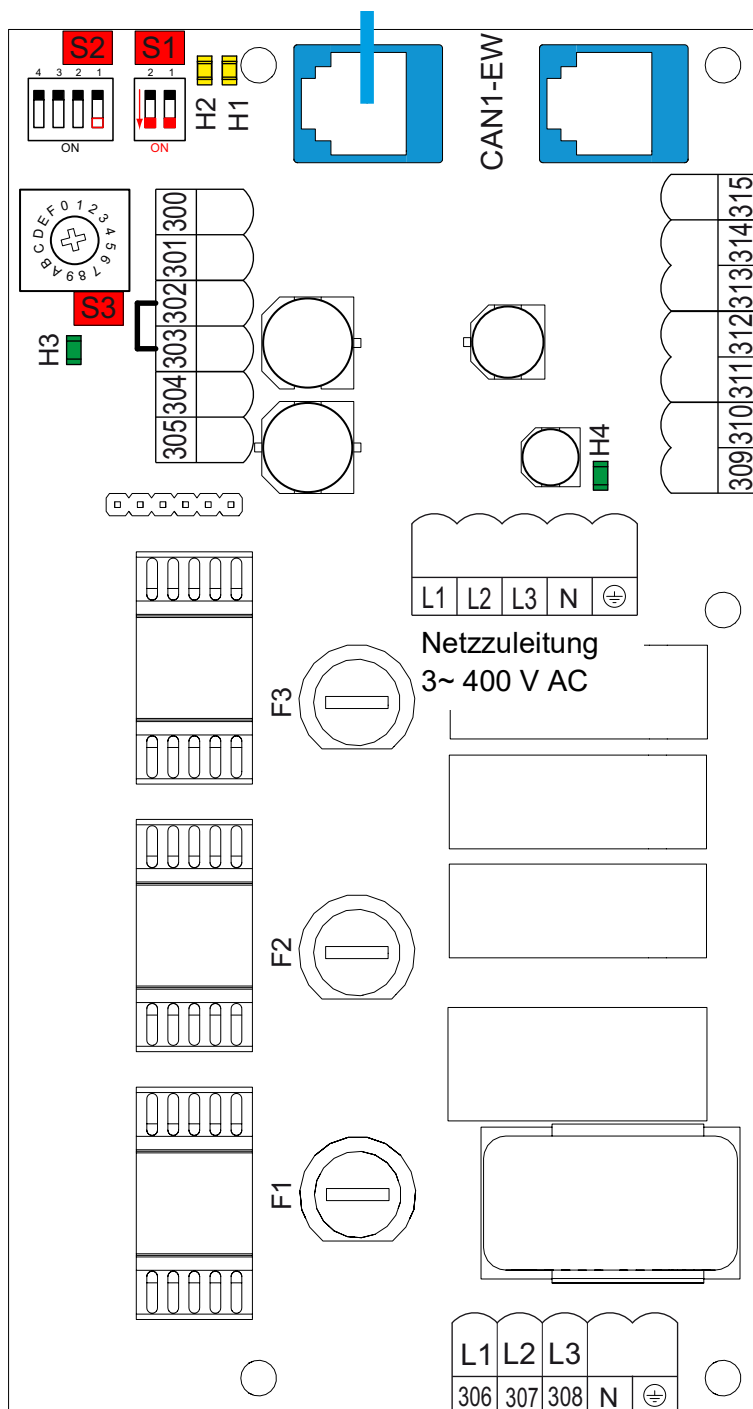 S2 S1
4 3 2 1
2 1
ON
ON
H2
H1
CAN1-EW
0 1 2 3 4 5 6 7 8 9 A B C D E F
S3
H3
300
301
302
303
304
305
315
314
313
312
311
310
309
H4
L1 L2 L3 N
Netzzuleitung
3~ 400 V AC
F3
F2
F1
L1 L2 L3
306 307 308 N